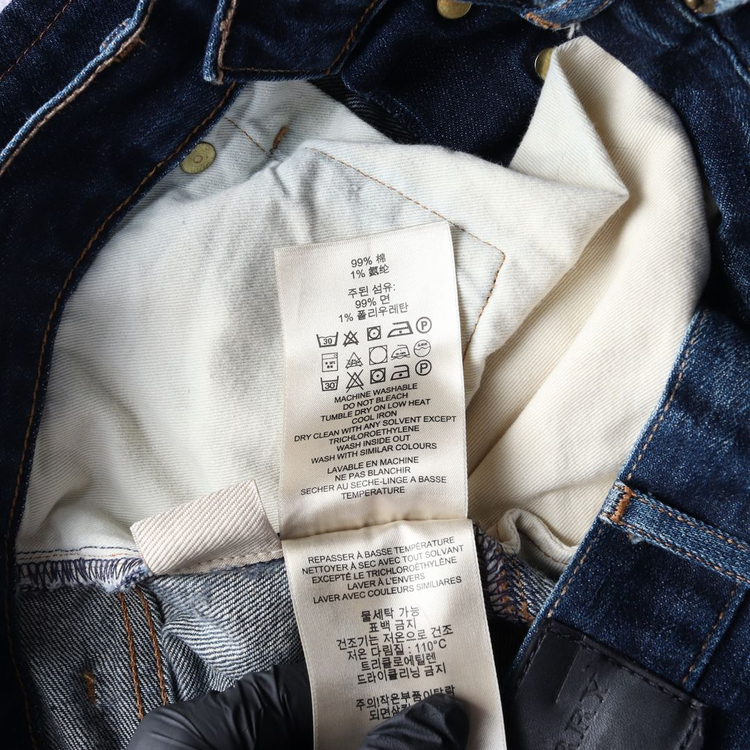 99% 棉
1% 氨纶
주된 섬유:
99% 면
1% 폴리우레탄
30
P
30
P
MACHINE WASHABLE
DO NOT BLEACH
TUMBLE DRY ON LOW HEAT
COOL IRON
DRY CLEAN WITH ANY SOLVENT EXCEPT
TRICHLOROETHYLENE
WASH INSIDE OUT
WASH WITH SIMILAR COLOURS
LAVABLE EN MACHINE
NE PAS BLANCHIR
SECHER AU SECHE-LINGE A BASSE
TEMPERATURE
REPASSER À BASSE TEMPÉRATURE
NETTOYER À SEC AVEC TOUT SOLVANT
EXCEPTÉ LE TRICHLOROÉTHYLÈNE
LAVER À L'ENVERS
LAVER AVEC COULEURS SIMILIARES
물세탁 가능
표백 금지
건조기는 저온으로 건조
저온 다림질 : 110°C
트리클로에틸렌
드라이클리닝 금지